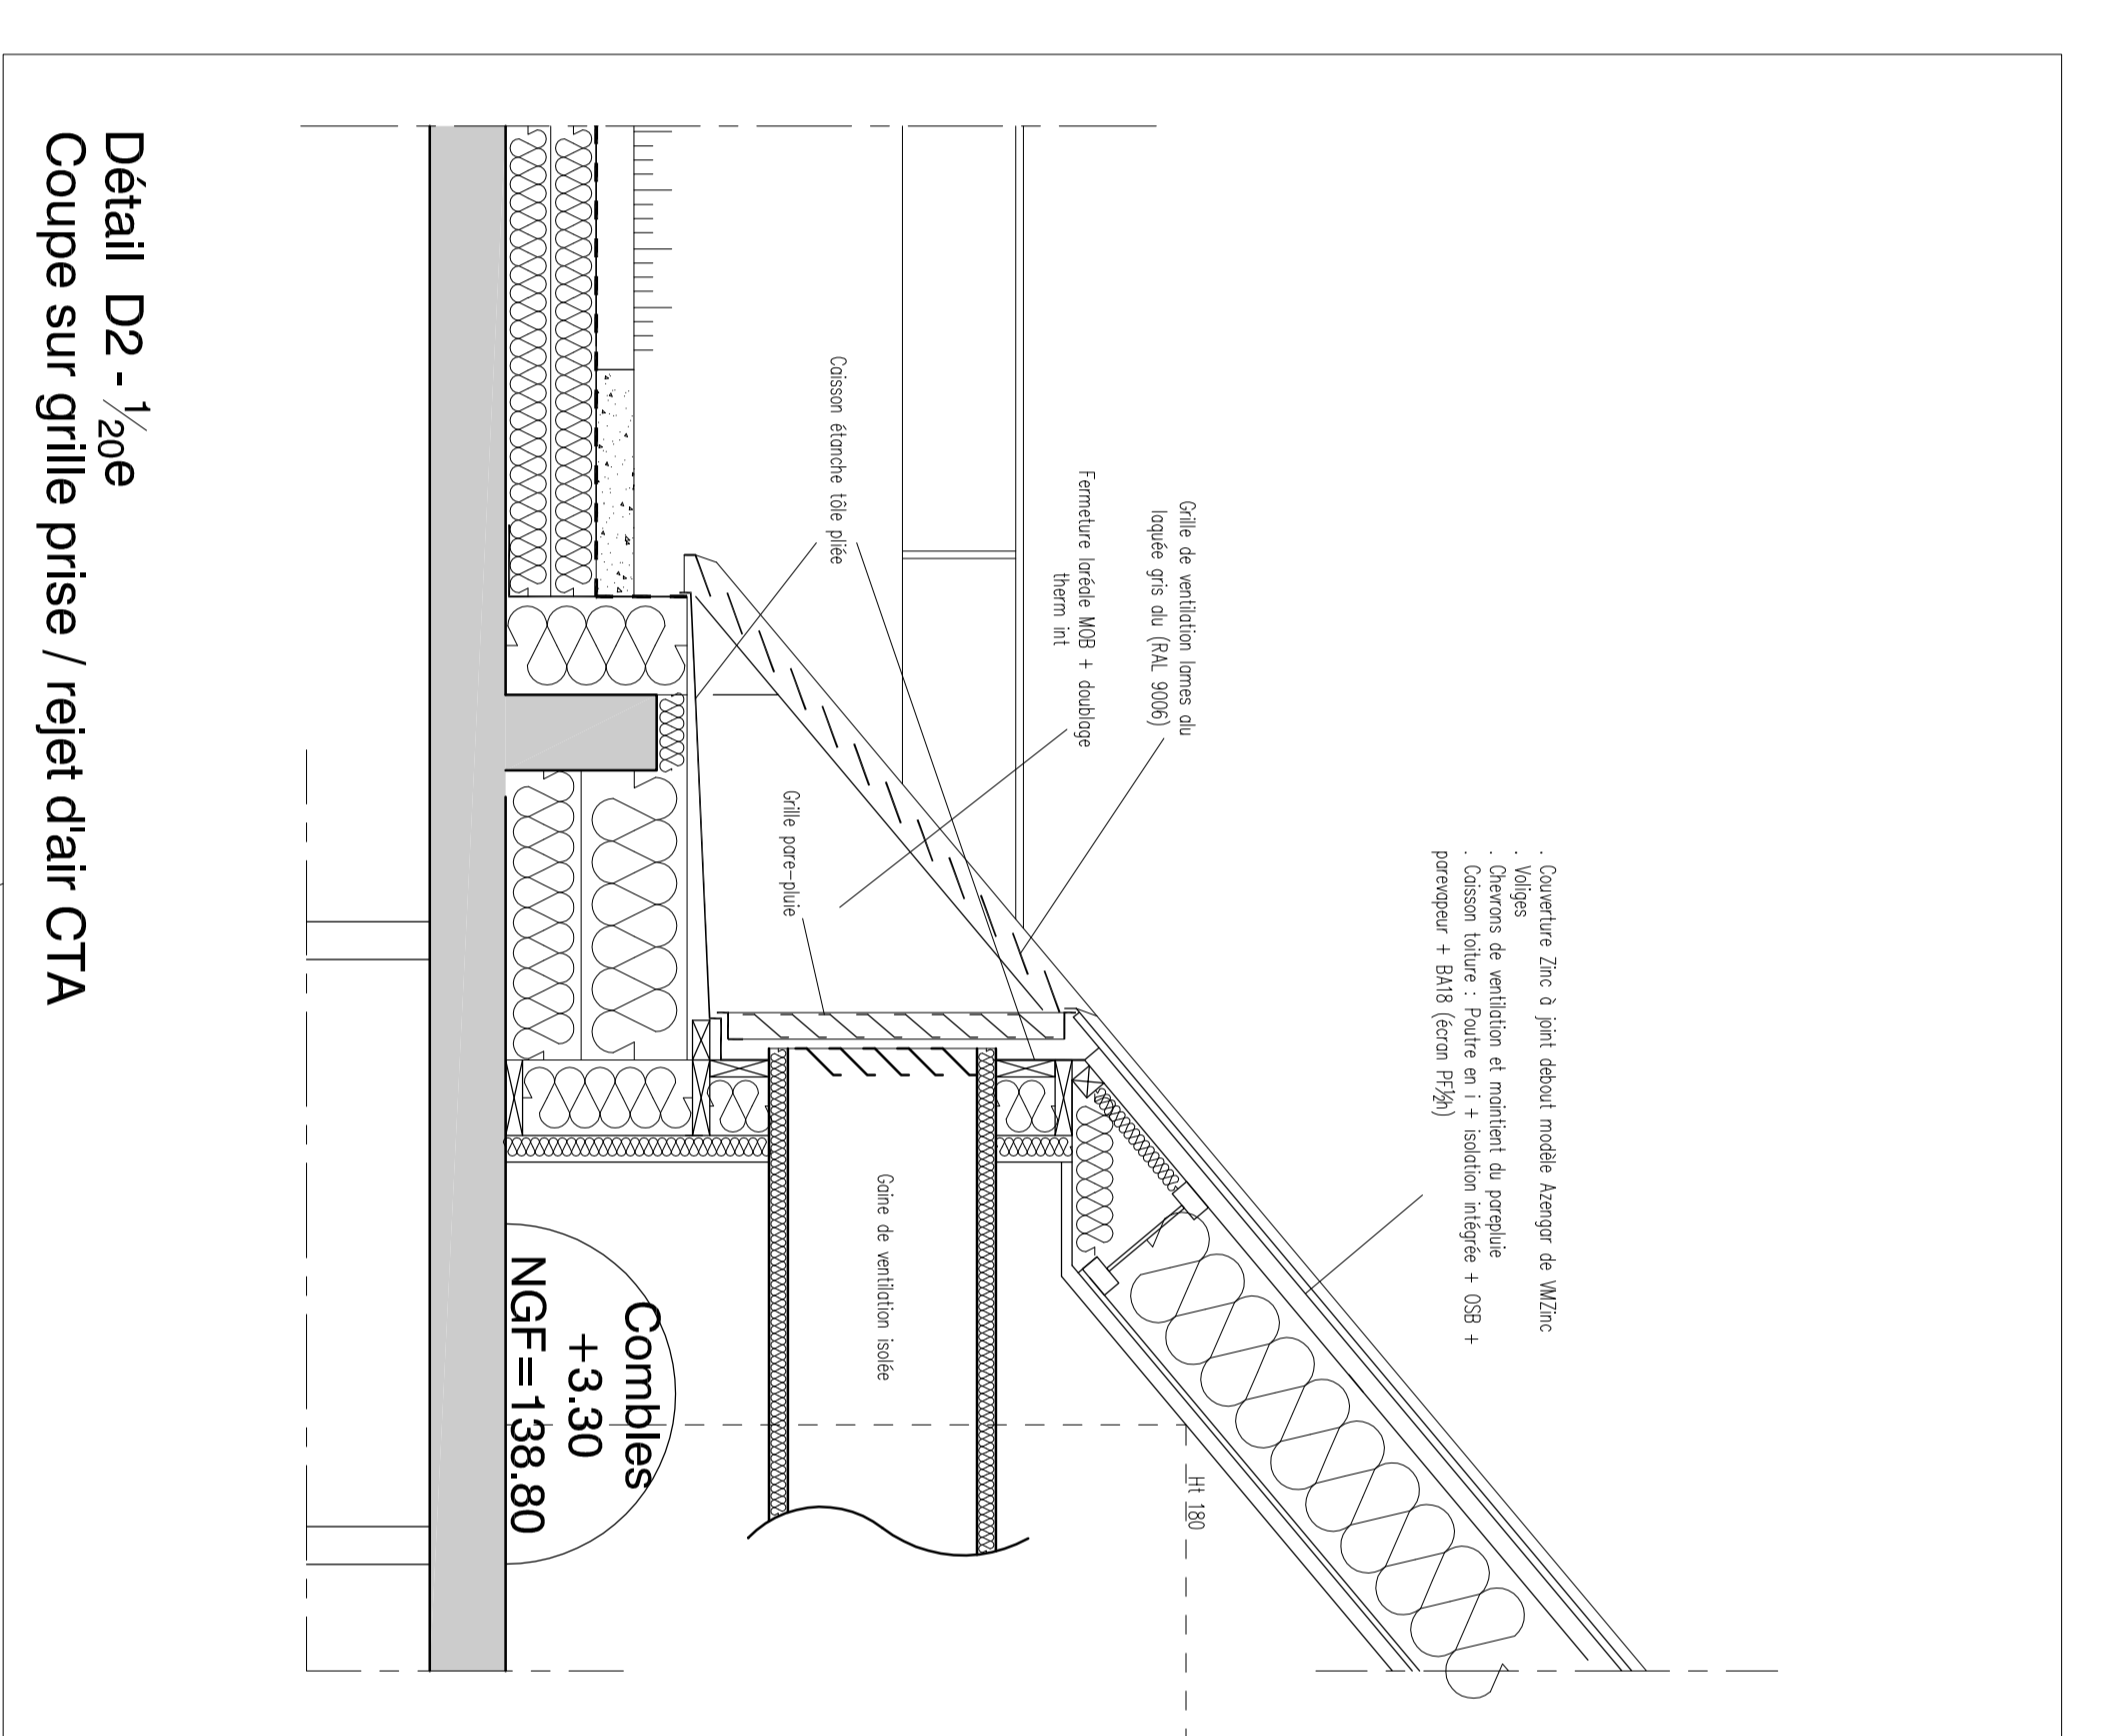 . Couverture Zinc à joint debout modèle Azengar de VMZinc
. Voliges
. Chevrons de ventilation et maintient du parepluie
. Caisson toiture : Poutre en i + isolation intégrée + OSB +
parevapeur + BA18 (écran PF½h)
Grille de ventilation lames alu
laquée gris alu (RAL 9006)
Ht 180
Fermeture laréale MOB + doublage
therm int
Caisson étanche tôle pliée
Grille pare-pluie
Gaine de ventilation isolée
Combles
+3.30
NGF=138.80
Détail D2 - 1/20e
Coupe sur grille prise / rejet d'air CTA